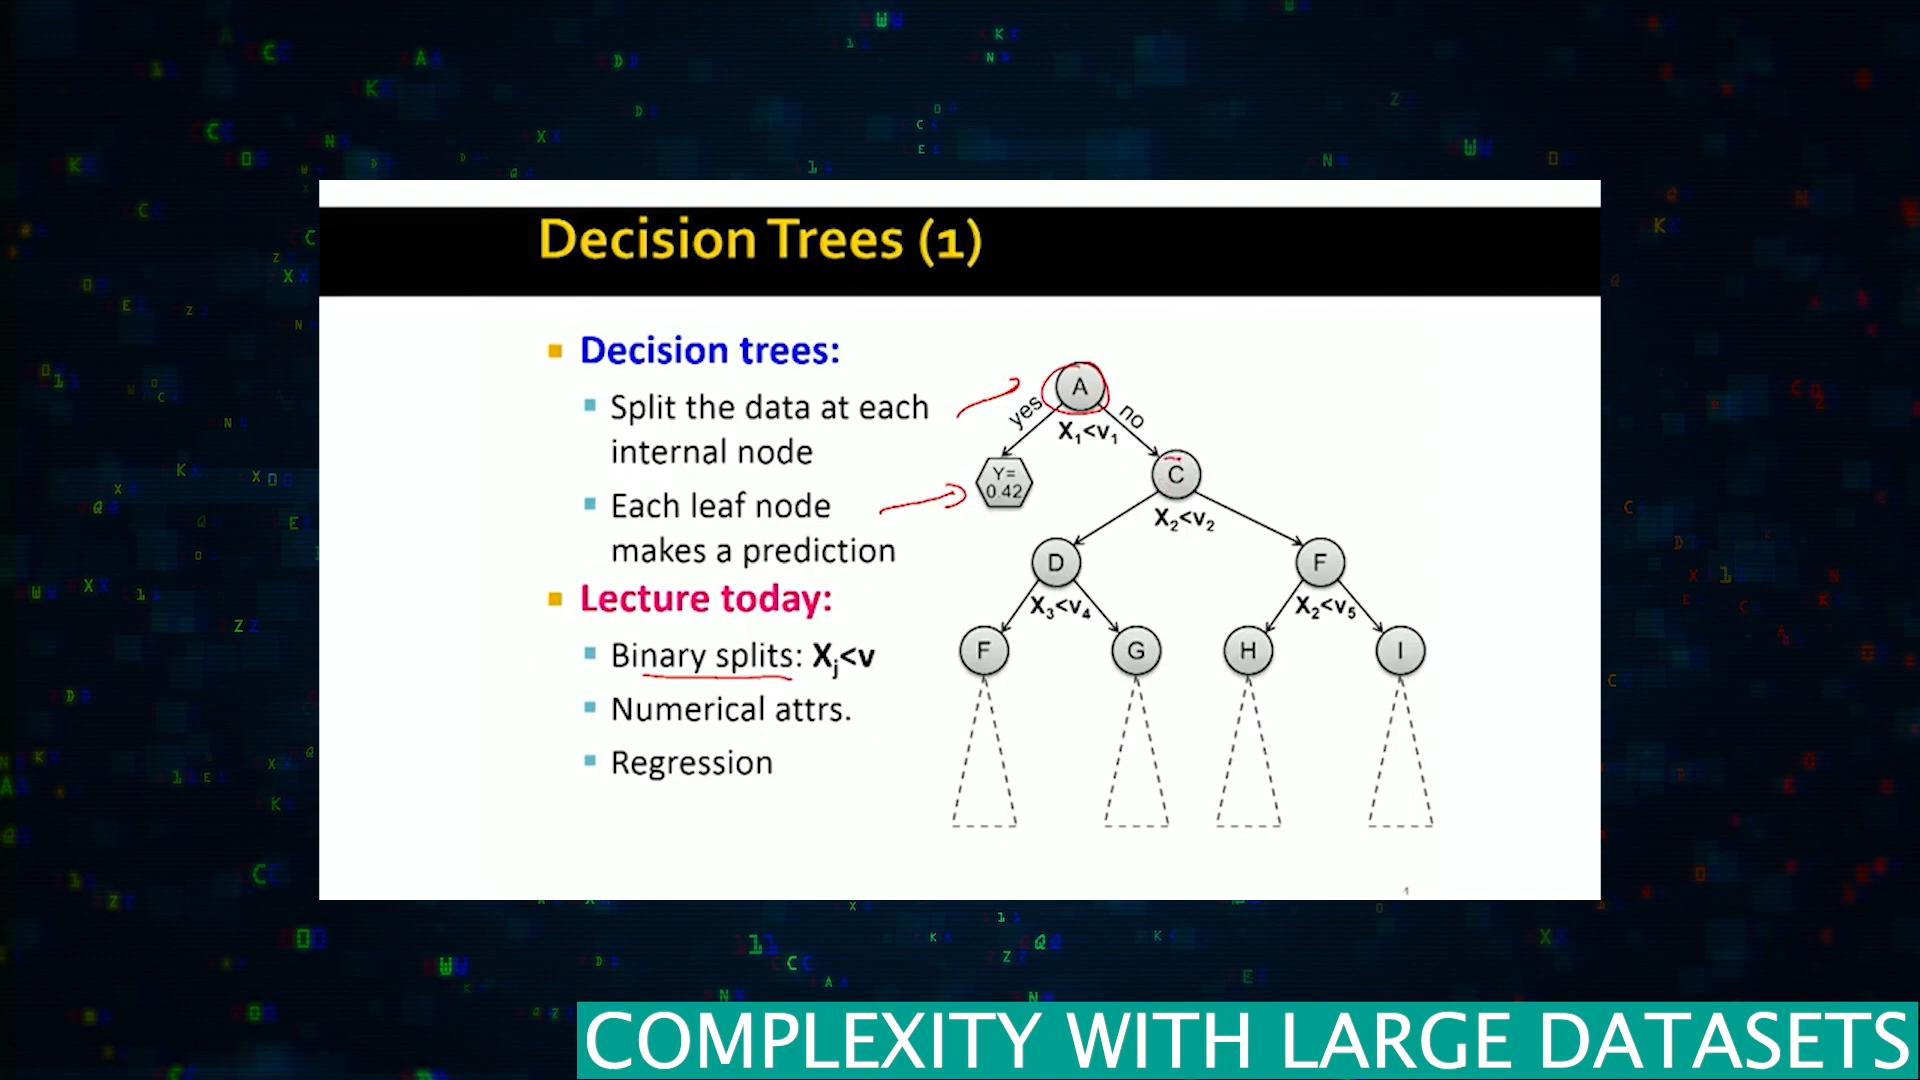 Decision Trees (1)
Decision trees:
Split the data at each
internal node
Each leaf node
makes a prediction
Lecture today:
Binary splits: Xj<v
Numerical attrs.
Regression
A
yes
no
X1<v1
Y=
0.42
C
X2<v2
D
F
X3<v4
X2<v5
F
G
H
I
4
COMPLEXITY WITH LARGE DATASETS